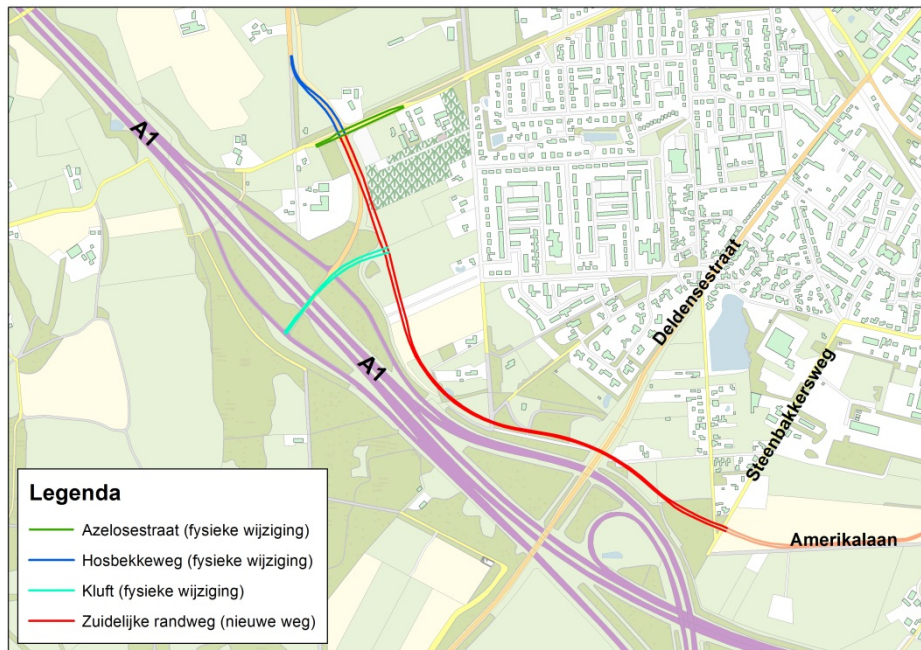 A1
A1
Deldensestraat
Steenbakkersweg
Amerikalaan
Legenda
Azelosestraat (fysieke wijziging)
Hosbekkeweg (fysieke wijziging)
Kluft (fysieke wijziging)
Zuidelijke randweg (nieuwe weg)